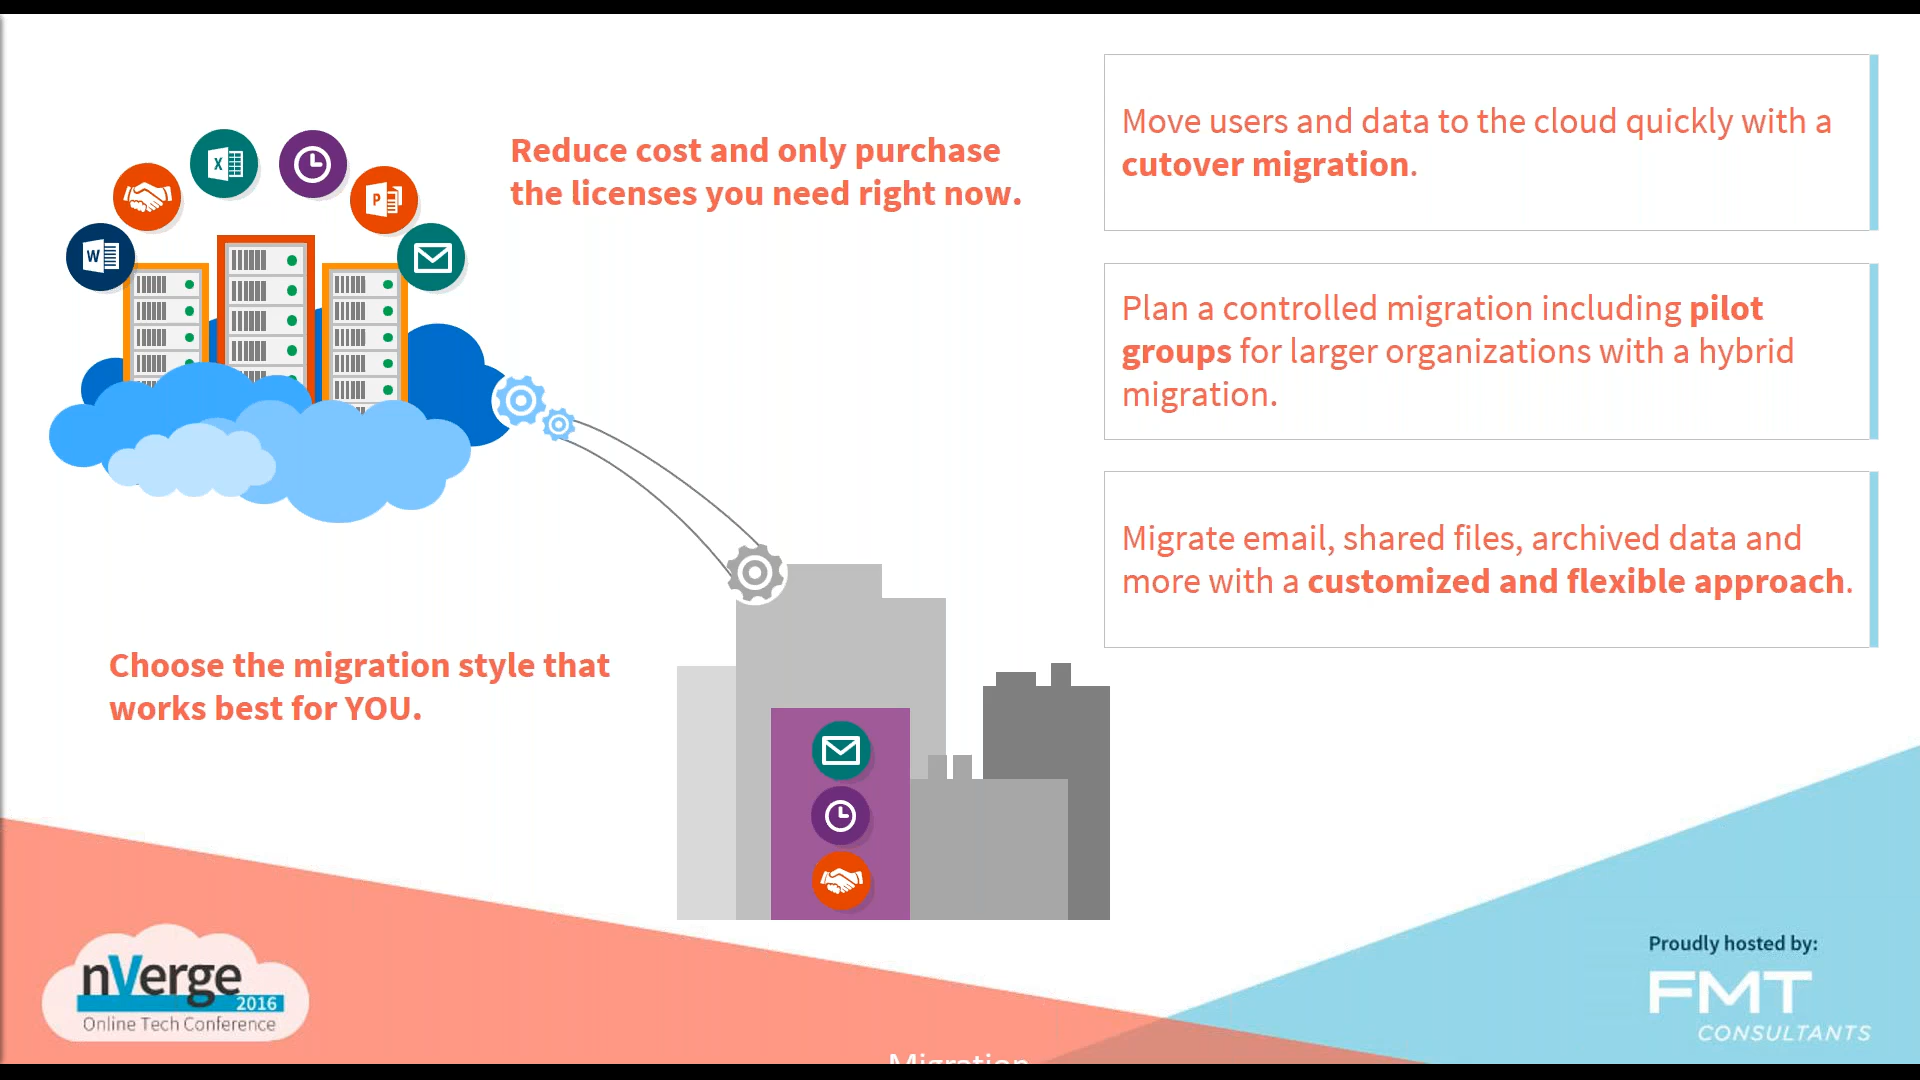 Reduce cost and only purchase
the licenses you need right now.
Move users and data to the cloud quickly with a
cutover migration.
Plan a controlled migration including pilot
groups for larger organizations with a hybrid
migration.
Migrate email, shared files, archived data and
more with a customized and flexible approach.
X
P
W
Choose the migration style that
works best for YOU.
nVerge
2016
Online Tech Conference
Proudly hosted by:
FMT
CONSULTANTS
Migration